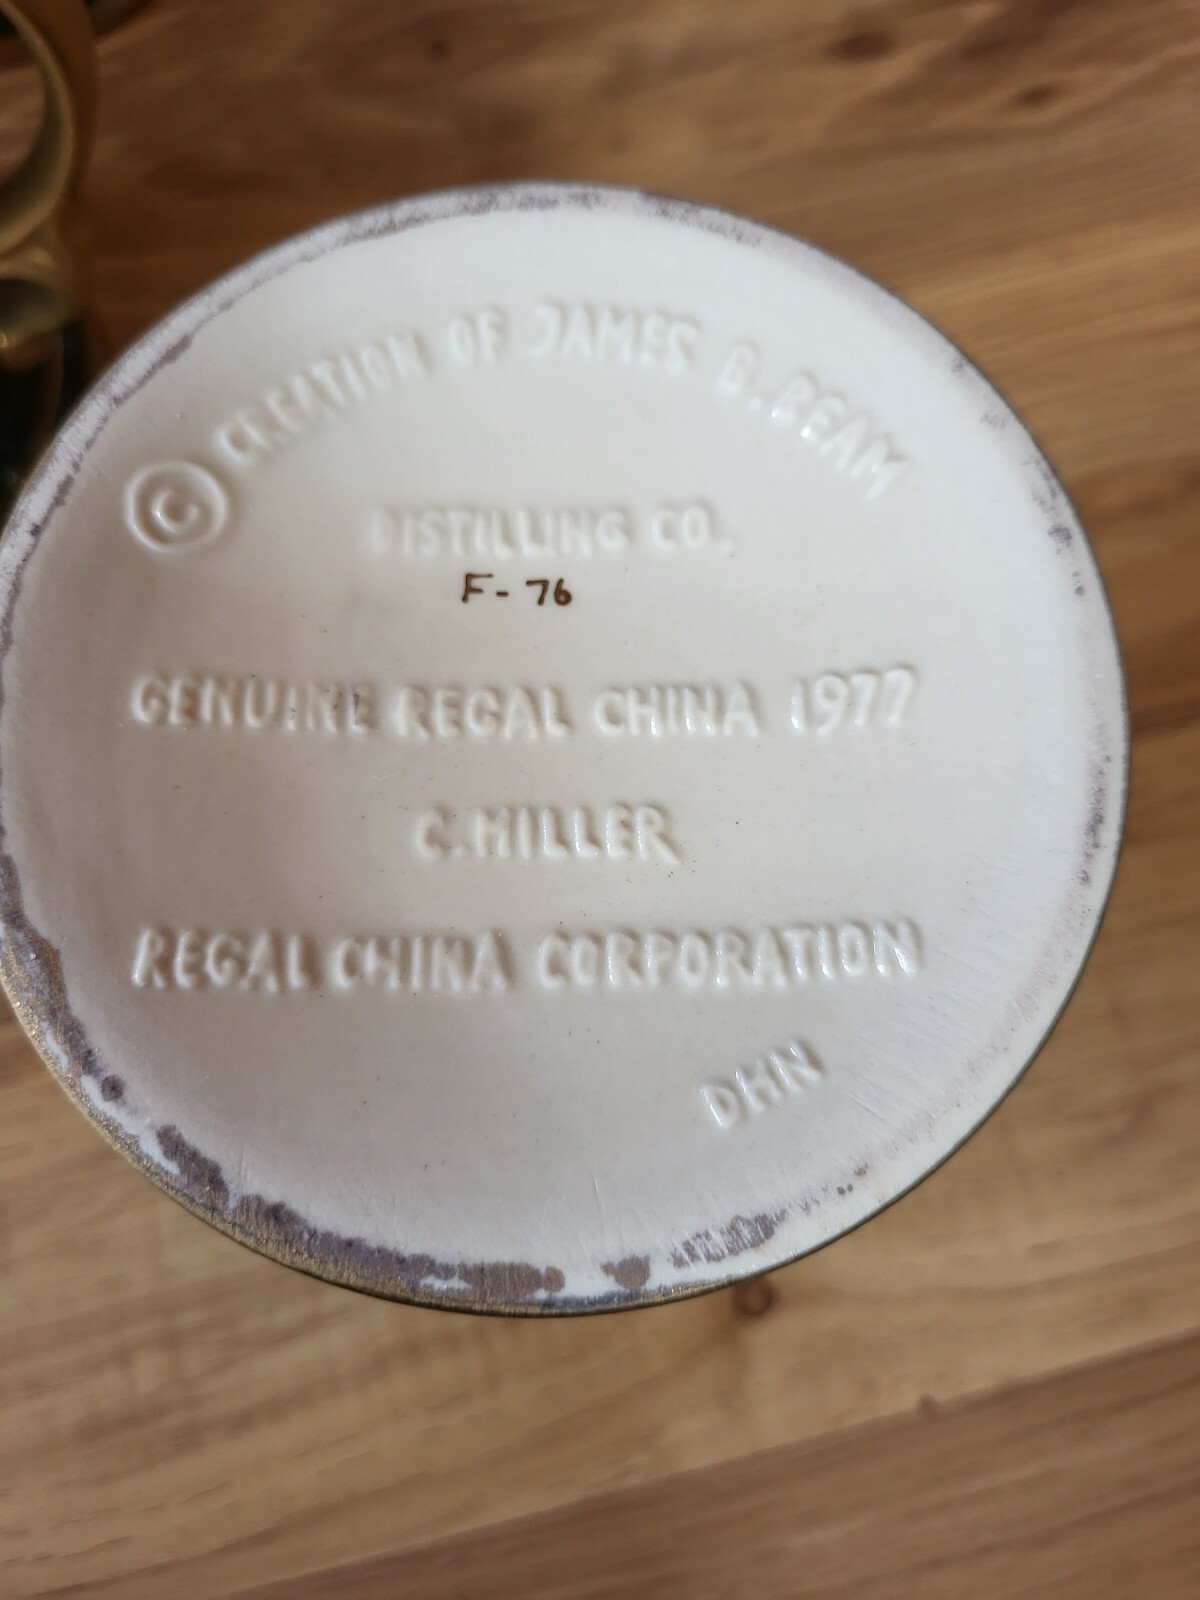 © CREATION OF JAMES B. BEAM
DISTILLING CO.
F-76
GENUINE REGAL CHINA 1977
C. MILLER
REGAL CHINA CORPORATION
DHN